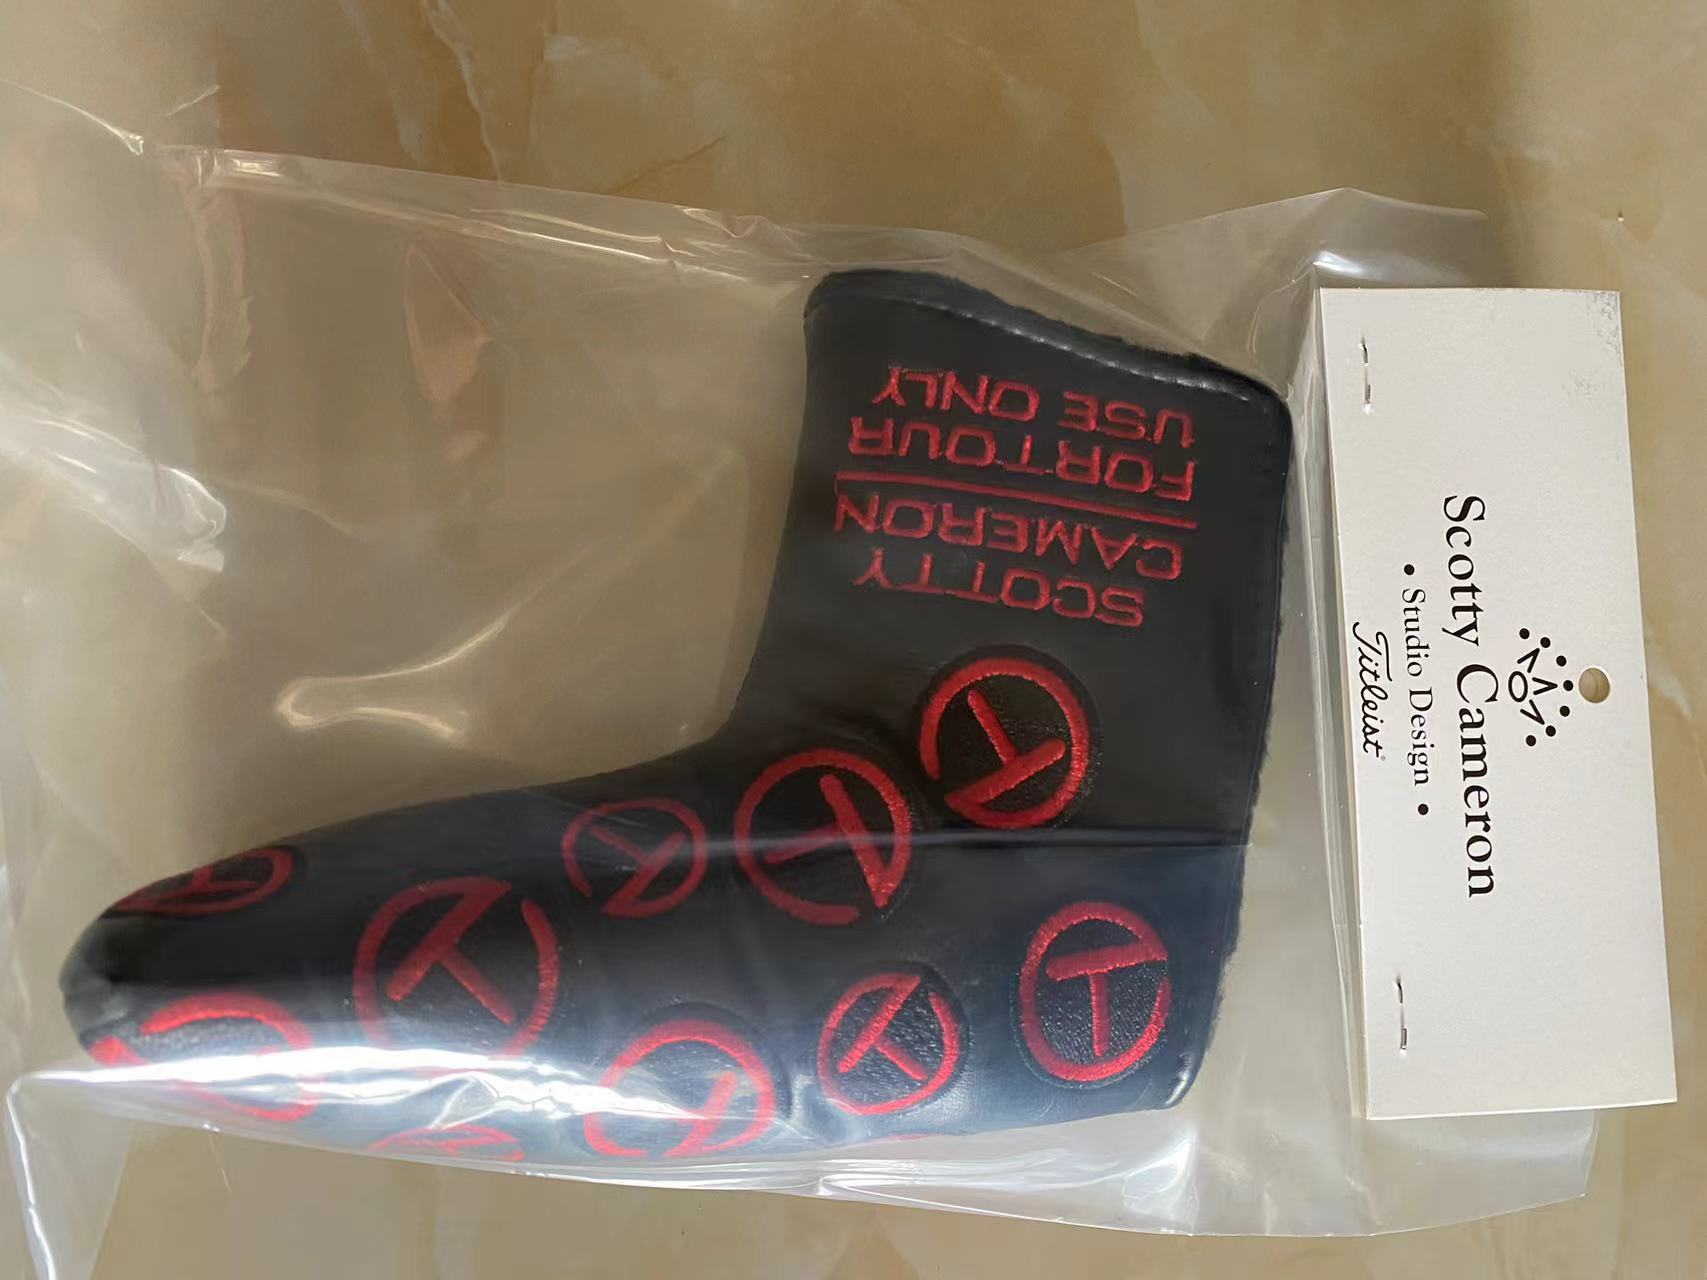 SCOTTY
CAMERON
FOR TOUR
USE ONLY
Scotty Cameron
• Studio Design •
Titleist